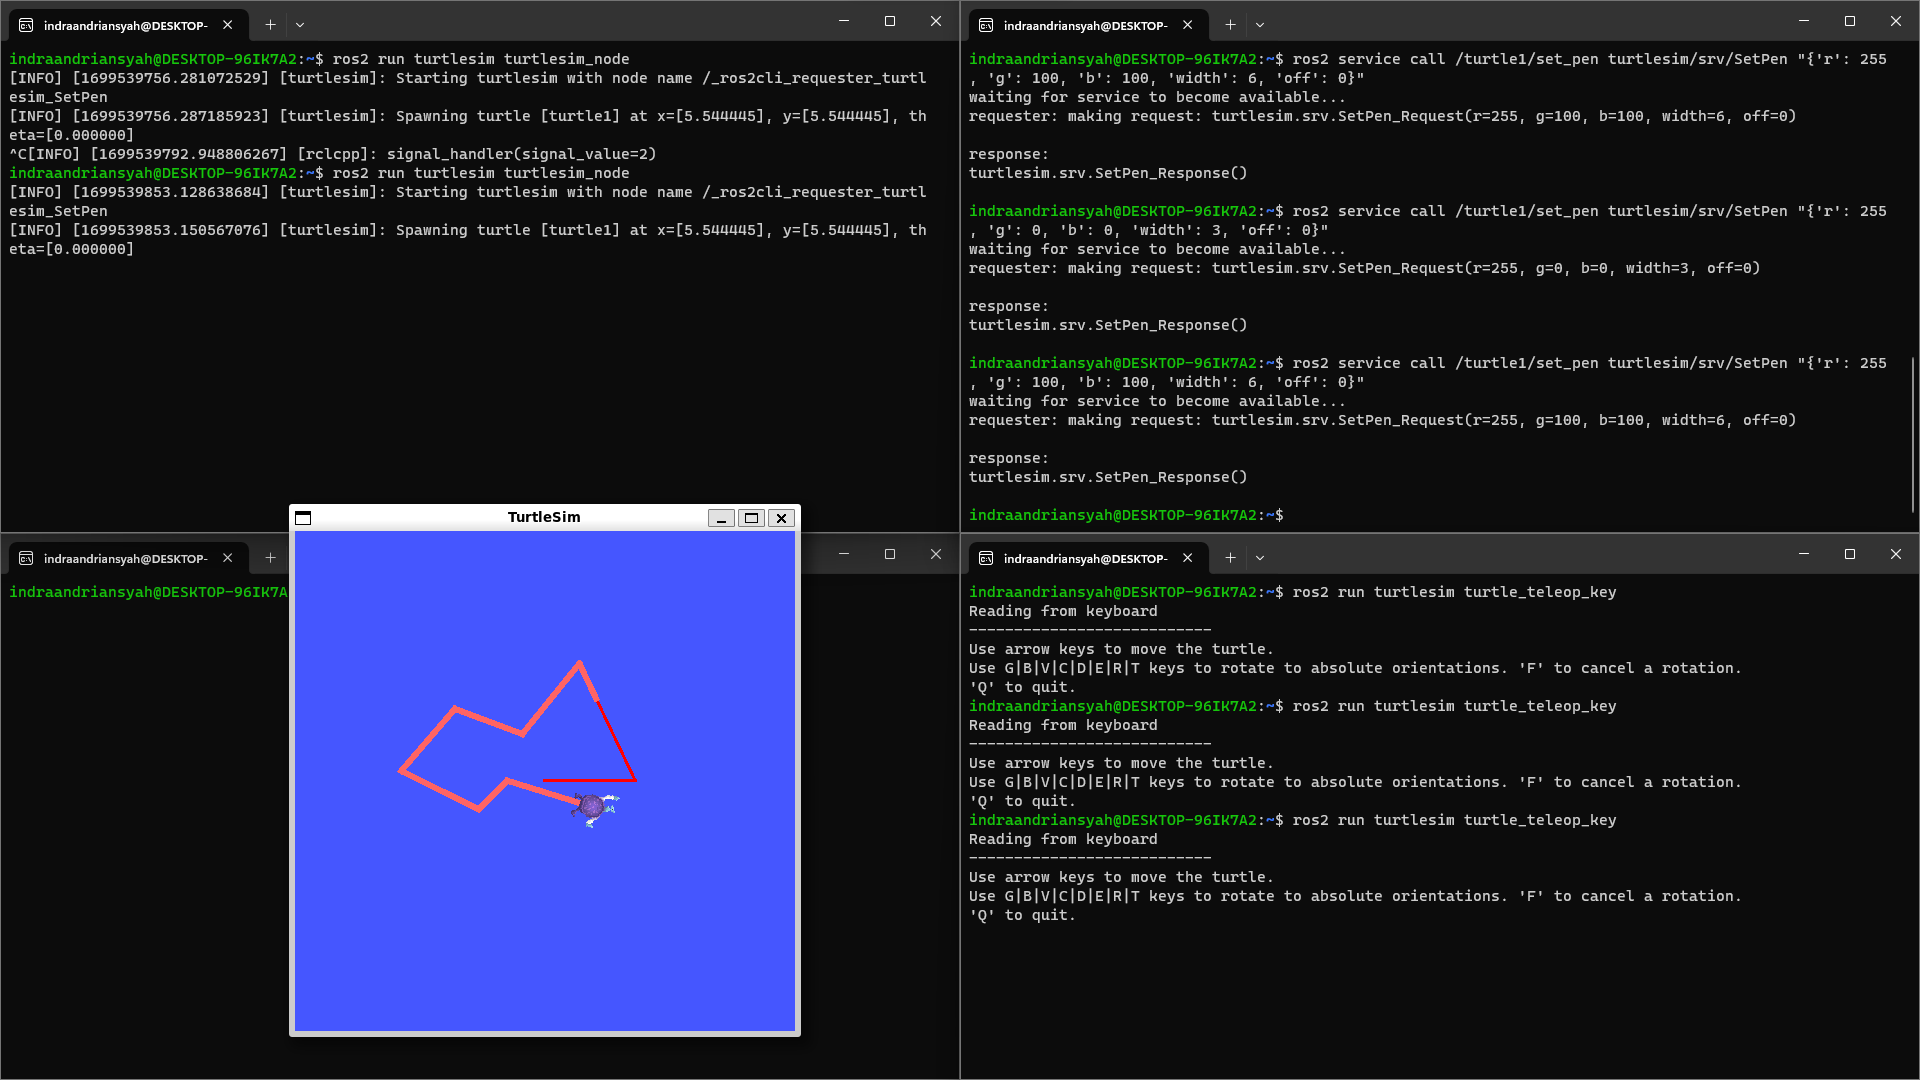 indraandriansyah@DESKTOP-
indraandriansyah@DESKTOP-96IK7A2:~$ ros2 run turtlesim turtlesim_node
[INFO] [1699539756.281072529] [turtlesim]: Starting turtlesim with node name /_ros2cli_requester_turtl
esim_SetPen
[INFO] [1699539756.287185923] [turtlesim]: Spawning turtle [turtle1] at x=[5.544445], y=[5.544445], th
eta=[0.000000]
^C[INFO] [1699539792.948806267] [rclcpp]: signal_handler(signal_value=2)
indraandriansyah@DESKTOP-96IK7A2:~$ ros2 run turtlesim turtlesim_node
[INFO] [1699539853.128638684] [turtlesim]: Starting turtlesim with node name /_ros2cli_requester_turtl
esim_SetPen
[INFO] [1699539853.150567076] [turtlesim]: Spawning turtle [turtle1] at x=[5.544445], y=[5.544445], th
eta=[0.000000]
indraandriansyah@DESKTOP-
indraandriansyah@DESKTOP-96IK7A2:~$ ros2 service call /turtle1/set_pen turtlesim/srv/SetPen "{'r': 255
, 'g': 100, 'b': 100, 'width': 6, 'off': 0}"
waiting for service to become available...
requester: making request: turtlesim.srv.SetPen_Request(r=255, g=100, b=100, width=6, off=0)
response:
turtlesim.srv.SetPen_Response()
indraandriansyah@DESKTOP-96IK7A2:~$ ros2 service call /turtle1/set_pen turtlesim/srv/SetPen "{'r': 255
, 'g': 0, 'b': 0, 'width': 3, 'off': 0}"
waiting for service to become available...
requester: making request: turtlesim.srv.SetPen_Request(r=255, g=0, b=0, width=3, off=0)
response:
turtlesim.srv.SetPen_Response()
indraandriansyah@DESKTOP-96IK7A2:~$ ros2 service call /turtle1/set_pen turtlesim/srv/SetPen "{'r': 255
, 'g': 100, 'b': 100, 'width': 6, 'off': 0}"
waiting for service to become available...
requester: making request: turtlesim.srv.SetPen_Request(r=255, g=100, b=100, width=6, off=0)
response:
turtlesim.srv.SetPen_Response()
indraandriansyah@DESKTOP-96IK7A2:~$
TurtleSim
indraandriansyah@DESKTOP-
indraandriansyah@DESKTOP-96IK7A
indraandriansyah@DESKTOP-
indraandriansyah@DESKTOP-96IK7A2:~$ ros2 run turtlesim turtle_teleop_key
Reading from keyboard
---------------------------
Use arrow keys to move the turtle.
Use G|B|V|C|D|E|R|T keys to rotate to absolute orientations. 'F' to cancel a rotation.
'Q' to quit.
indraandriansyah@DESKTOP-96IK7A2:~$ ros2 run turtlesim turtle_teleop_key
Reading from keyboard
---------------------------
Use arrow keys to move the turtle.
Use G|B|V|C|D|E|R|T keys to rotate to absolute orientations. 'F' to cancel a rotation.
'Q' to quit.
indraandriansyah@DESKTOP-96IK7A2:~$ ros2 run turtlesim turtle_teleop_key
Reading from keyboard
---------------------------
Use arrow keys to move the turtle.
Use G|B|V|C|D|E|R|T keys to rotate to absolute orientations. 'F' to cancel a rotation.
'Q' to quit.